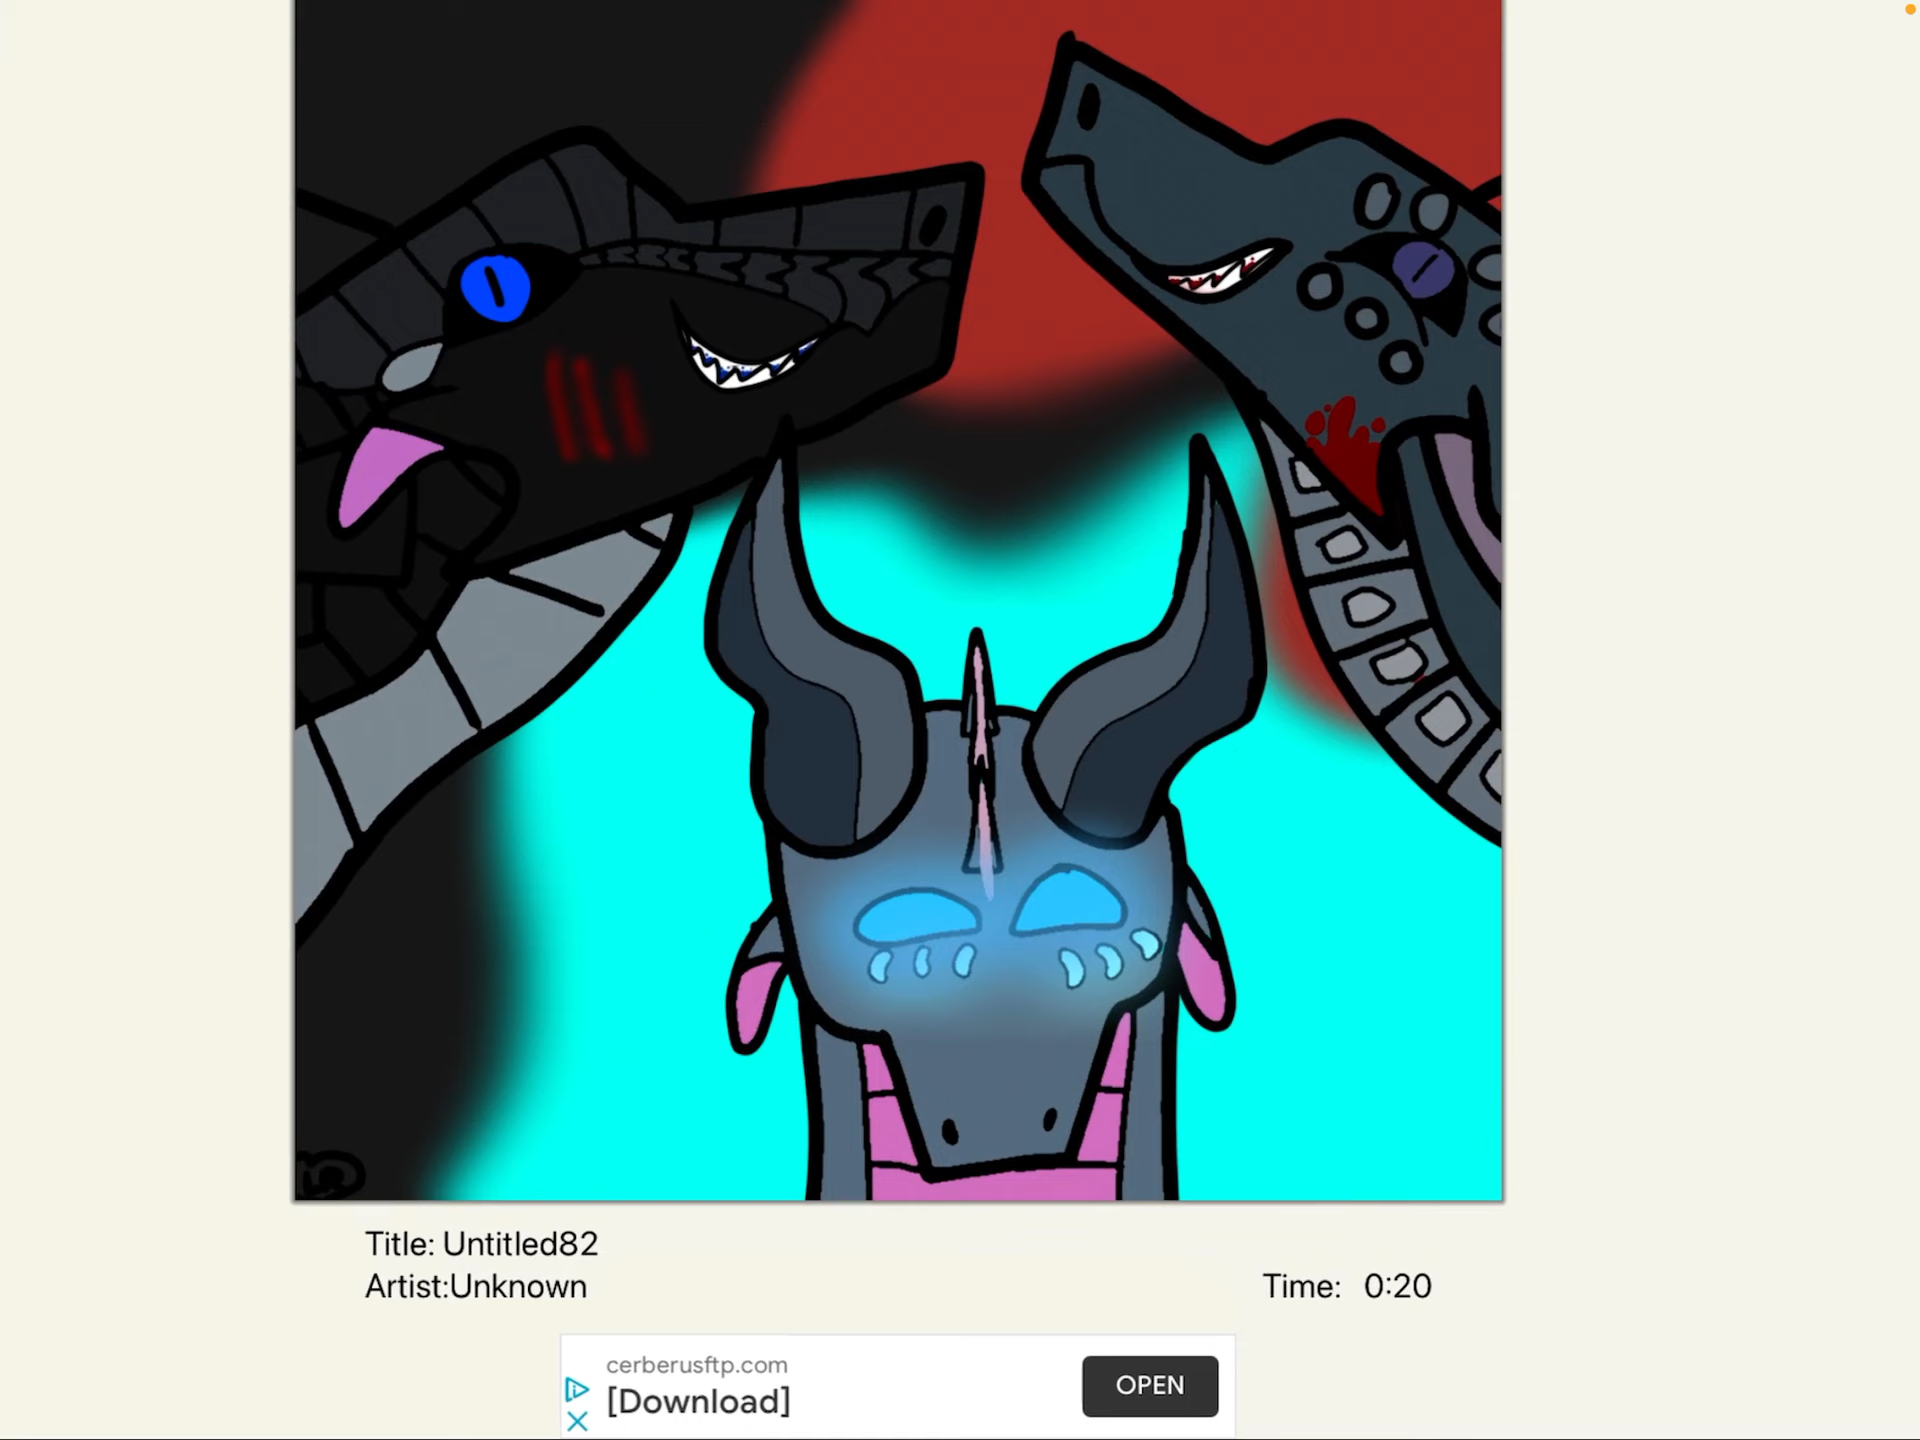 Title: Untitled82
Artist:Unknown
Time: 0:20
cerberusftp.com
[Download]
OPEN